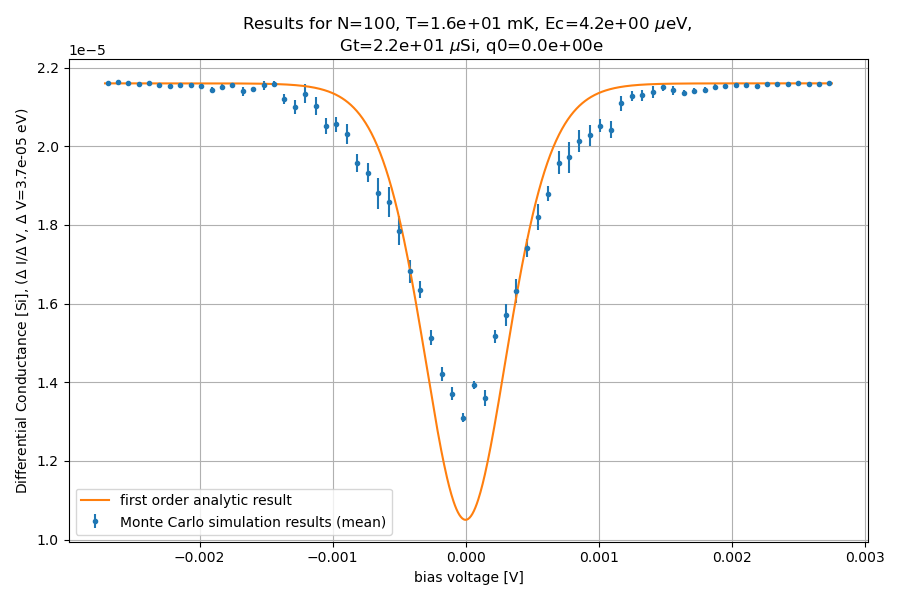 Results for N=100, T=1.6e+01 mK, Ec=4.2e+00 μeV,
Gt=2.2e+01 μSi, q0=0.0e+00e
1e−5
2.2
2.0
1.8
1.6
1.4
1.2
1.0
Differential Conductance [Si], (Δ I/Δ V, Δ V=3.7e-05 eV)
first order analytic result
Monte Carlo simulation results (mean)
−0.002
−0.001
0.000
0.001
0.002
0.003
bias voltage [V]